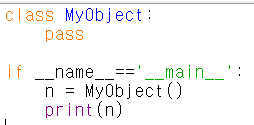 class MyObject:
    pass

if __name__=='__main__':
    n = MyObject()
    print(n)